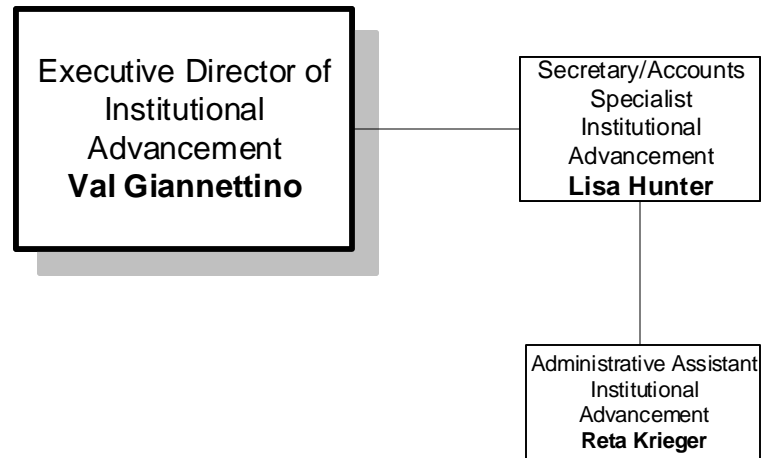 Executive Director of
Institutional
Advancement
Val Giannettino
Secretary/Accounts
Specialist
Institutional
Advancement
Lisa Hunter
Administrative Assistant
Institutional
Advancement
Reta Krieger